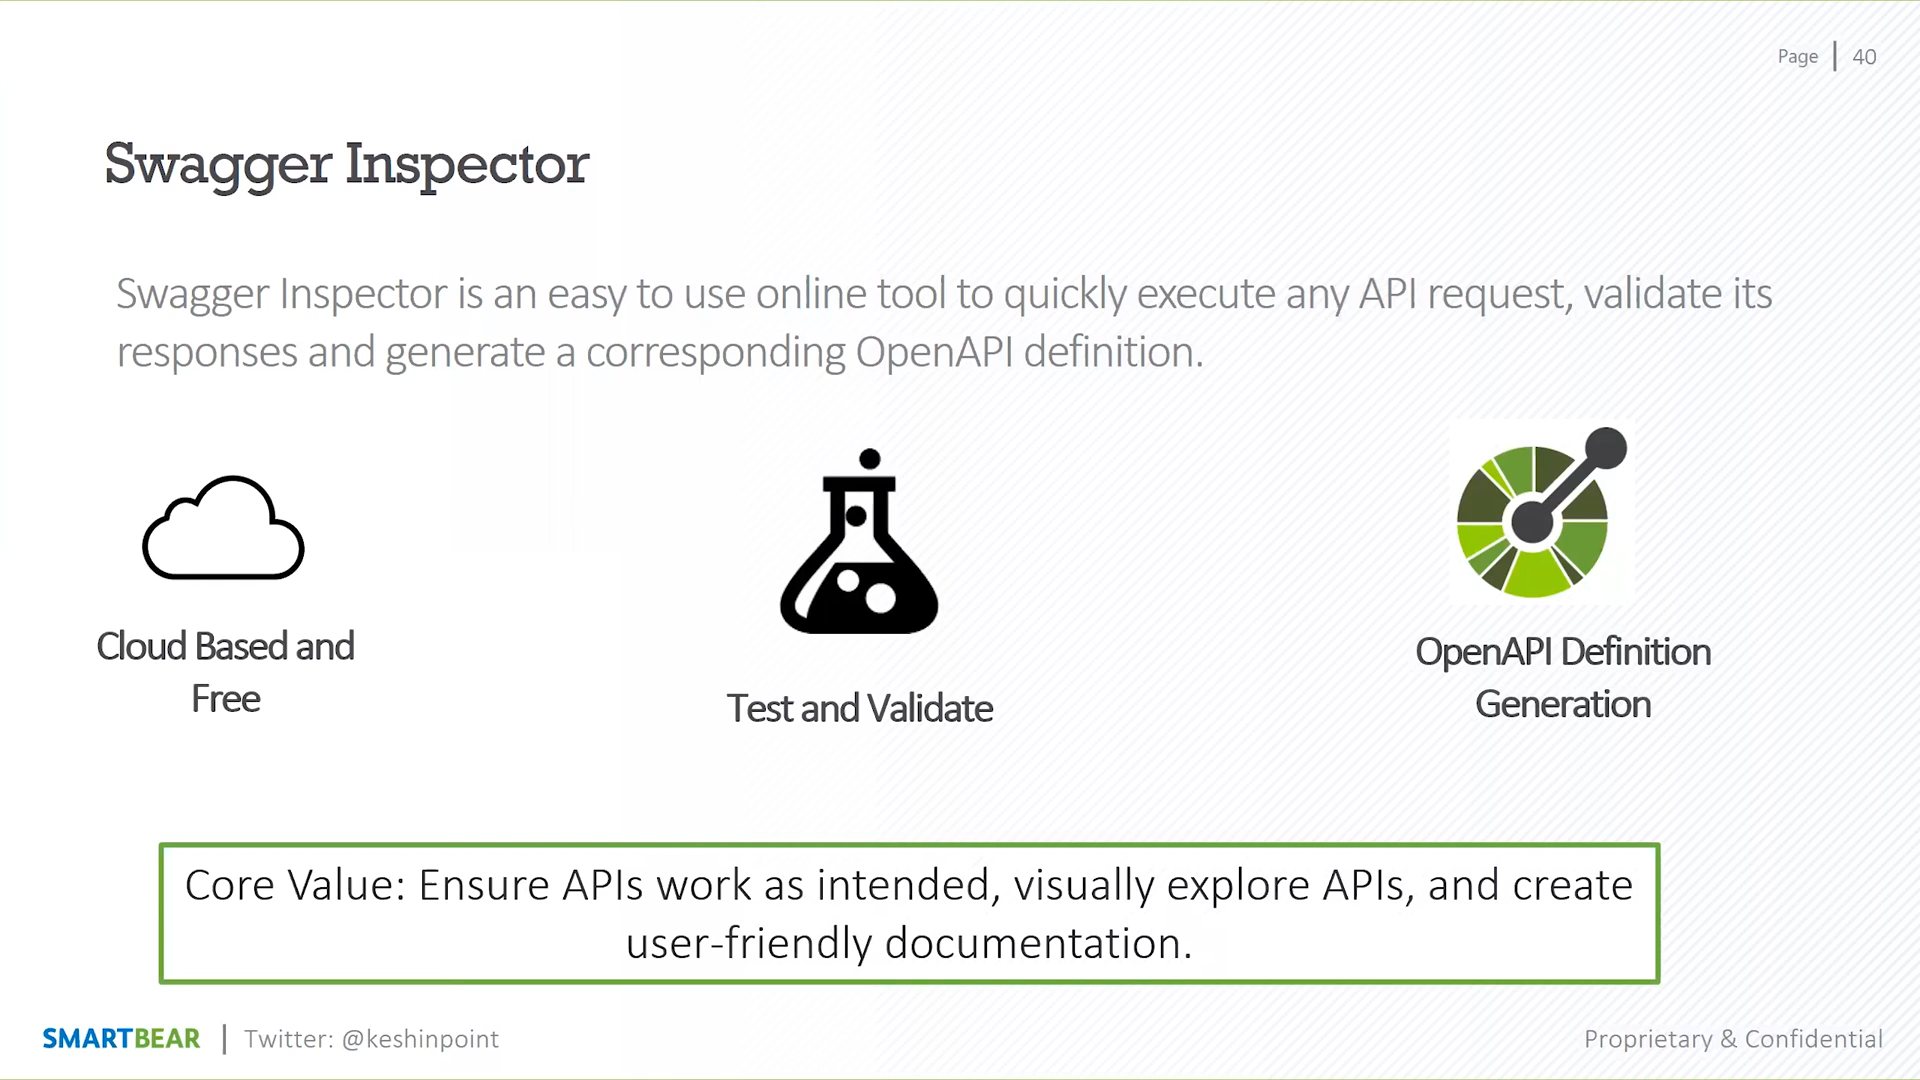 Page | 40
Swagger Inspector
Swagger Inspector is an easy to use online tool to quickly execute any API request, validate its
responses and generate a corresponding OpenAPI definition.
Cloud Based and
Free
Test and Validate
OpenAPI Definition
Generation
Core Value: Ensure APIs work as intended, visually explore APIs, and create
user-friendly documentation.
SMARTBEAR | Twitter: @keshinpoint
Proprietary & Confidential